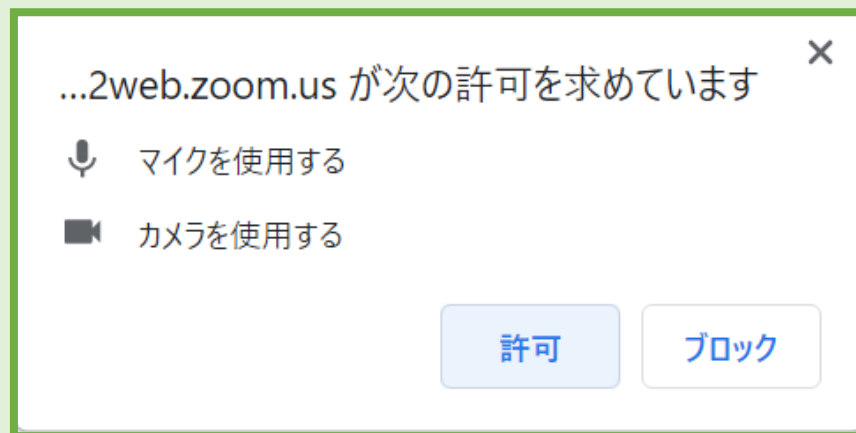 ...2web.zoom.us が次の許可を求めています
マイクを使用する
カメラを使用する
許可
ブロック